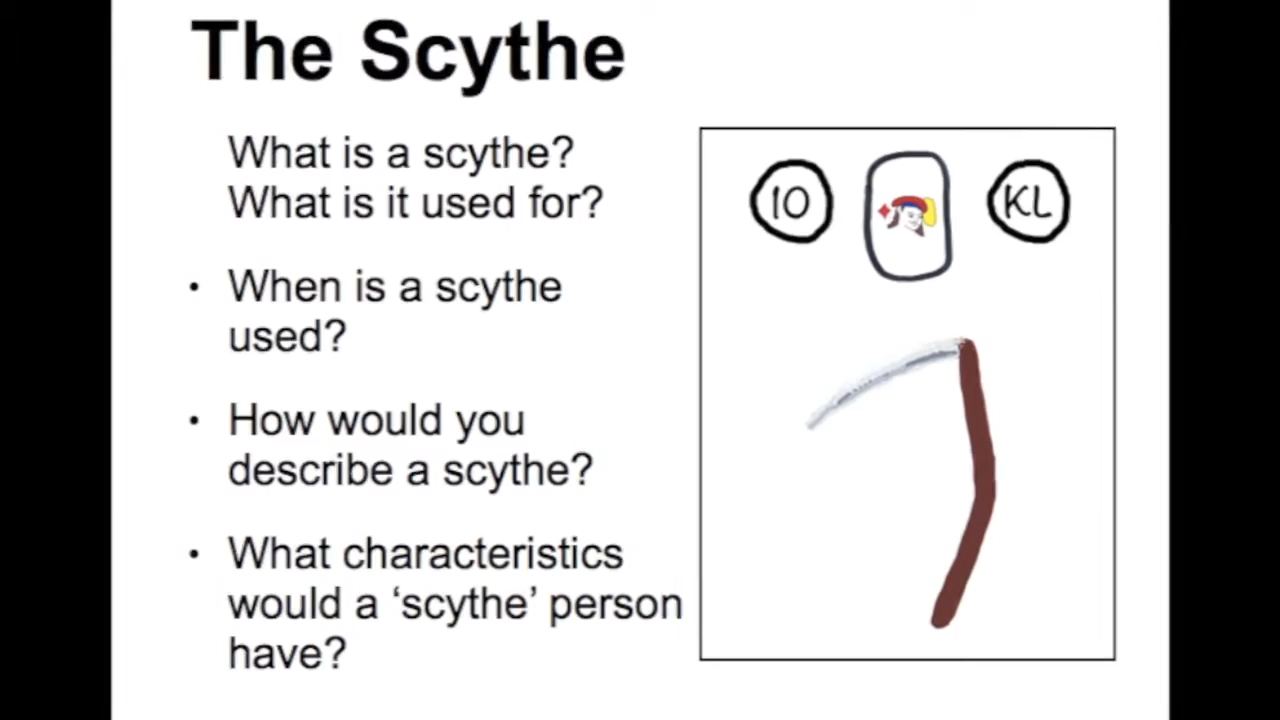 The Scythe
What is a scythe?
What is it used for?
• When is a scythe
used?
• How would you
describe a scythe?
• What characteristics
would a ‘scythe’ person
have?
10
KL